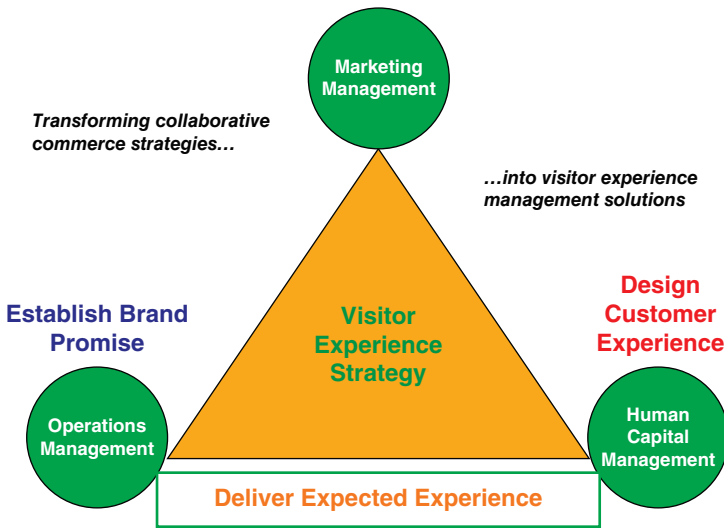 Marketing
Management
Transforming collaborative
commerce strategies...
...into visitor experience
management solutions
Establish Brand
Promise
Visitor
Experience
Strategy
Design
Customer
Experience
Operations
Management
Human
Capital
Management
Deliver Expected Experience